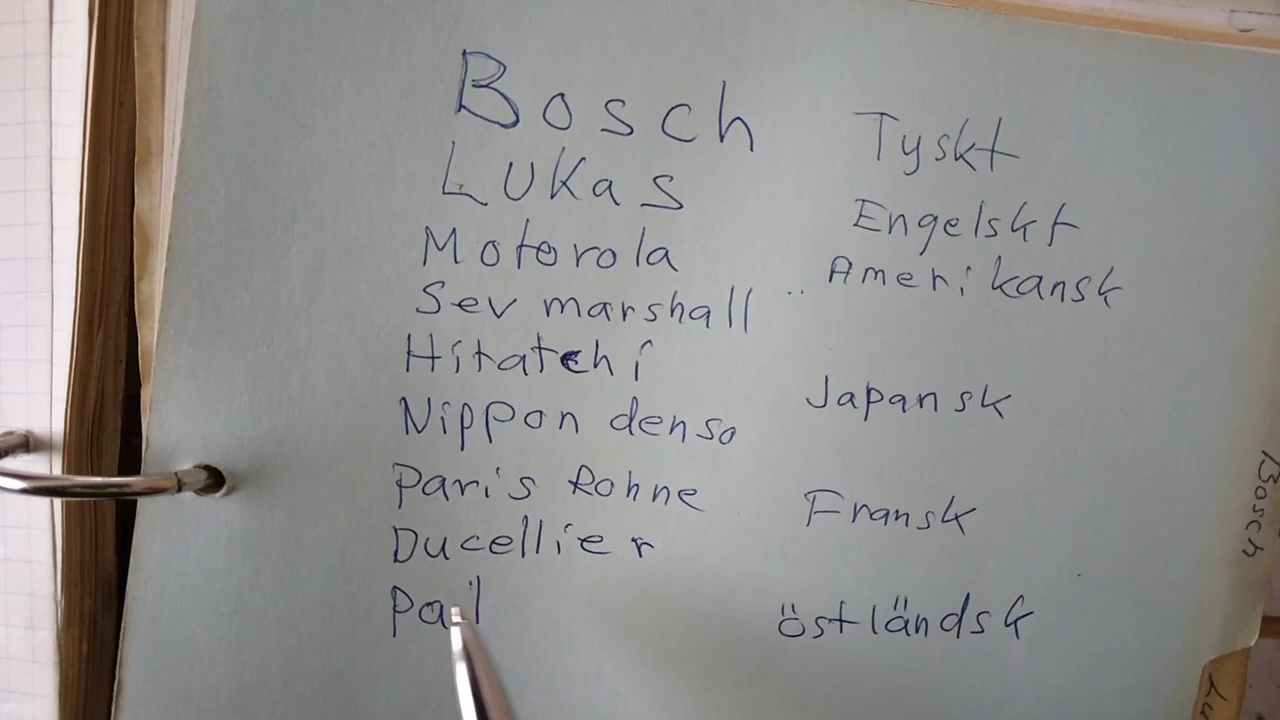 Bosch Tyskt
LUKas Engelskt
Motorola Amerikansk
Sev marshall
Hitatchi
Nippon denso Japansk
Paris Rohne
Ducellier Fransk
Pal östländsk
Bosch
Lu